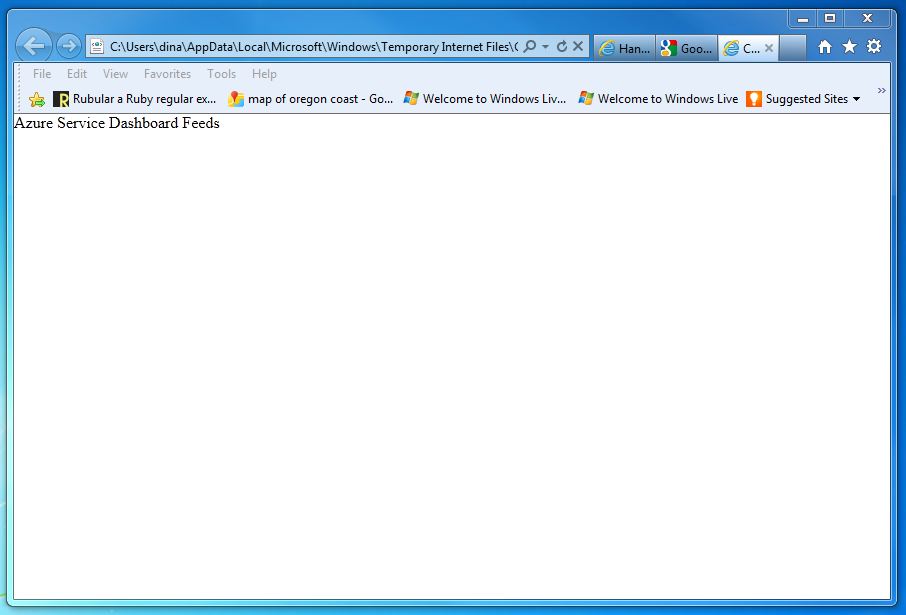 C:\Users\dina\AppData\Local\Microsoft\Windows\Temporary Internet Files\C Han... Goo... C...
File Edit View Favorites Tools Help
Rubular a Ruby regular ex... map of oregon coast - Go... Welcome to Windows Liv... Welcome to Windows Live Suggested Sites
Azure Service Dashboard Feeds